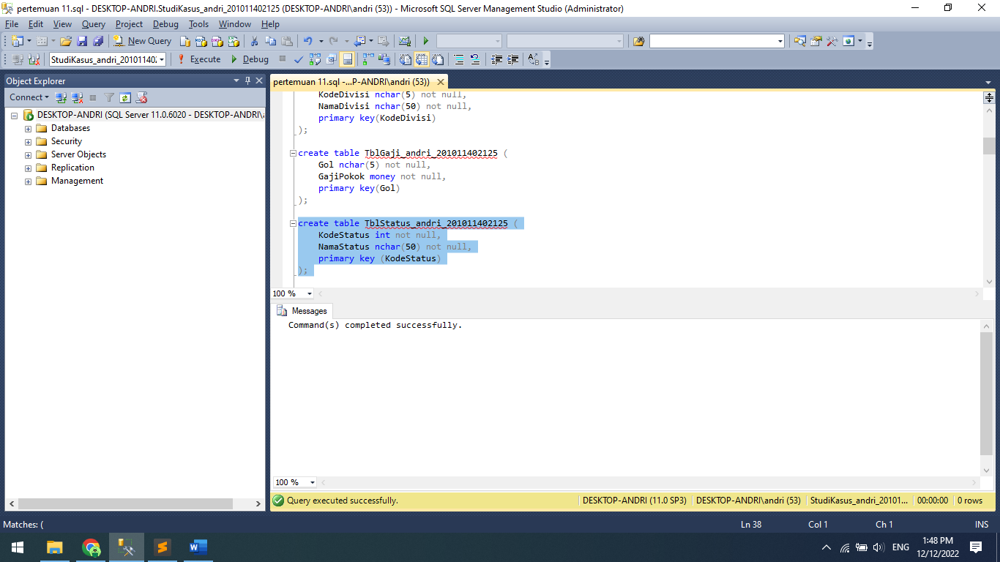 pertemuan 11.sql - DESKTOP-ANDRI.StudiKasus_andri_201011402125 (DESKTOP-ANDRI\andri (53)) - Microsoft SQL Server Management Studio (Administrator)
File Edit View Query Project Debug Tools Window Help
New Query
StudiKasus_andri_201011402 Execute Debug
Object Explorer
Connect
DESKTOP-ANDRI (SQL Server 11.0.6020 - DESKTOP-ANDRI\
Databases
Security
Server Objects
Replication
Management
pertemuan 11.sql -...P-ANDRI\andri (53))
KodeDivisi nchar(5) not null,
NamaDivisi nchar(50) not null,
primary key(KodeDivisi)
);
create table TblGaji_andri_201011402125 (
Gol nchar(5) not null,
GajiPokok money not null,
primary key(Gol)
);
create table TblStatus_andri_201011402125 (
KodeStatus int not null,
NamaStatus nchar(50) not null,
primary key (KodeStatus)
);
100 %
Messages
Command(s) completed successfully.
100 %
Query executed successfully. DESKTOP-ANDRI (11.0 SP3) DESKTOP-ANDRI\andri (53) StudiKasus_andri_20101... 00:00:00 0 rows
Matches: ( Ln 38 Col 1 Ch 1 INS
ENG
1:48 PM
12/12/2022